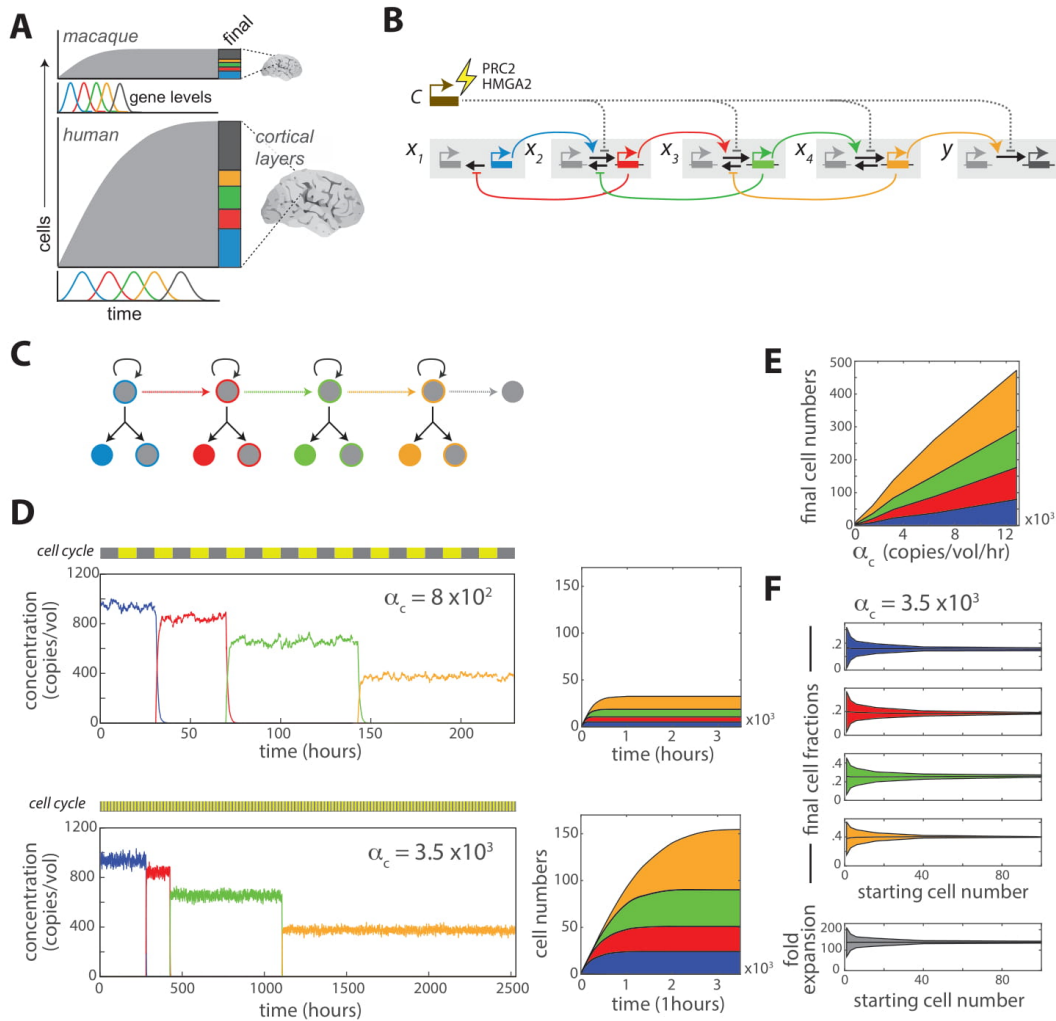 A
macaque
final
gene levels
human
cortical
layers
cells
time
B
PRC2
HMGA2
C
x1
x2
x3
x4
y
C
D
cell cycle
1200
αc = 8 x10²
800
400
0
concentration
(copies/vol)
0 50 100 150 200
time (hours)
150
100
50
0
0 1 2 3
x10³
time (hours)
cell cycle
1200
αc = 3.5 x10³
800
400
0
concentration
(copies/vol)
0 500 1000 1500 2000 2500
time (hours)
150
100
50
0
cell numbers
0 1 2 3
x10³
time (1hours)
E
500
400
300
200
100
0
final cell numbers
0 4 8 12
x10³
αc (copies/vol/hr)
F
αc = 3.5 x10³
.2
0
.2
0
.4
.2
0
.4
0
final cell fractions
0 40 80
starting cell number
200
100
0
fold
expansion
0 40 80
starting cell number